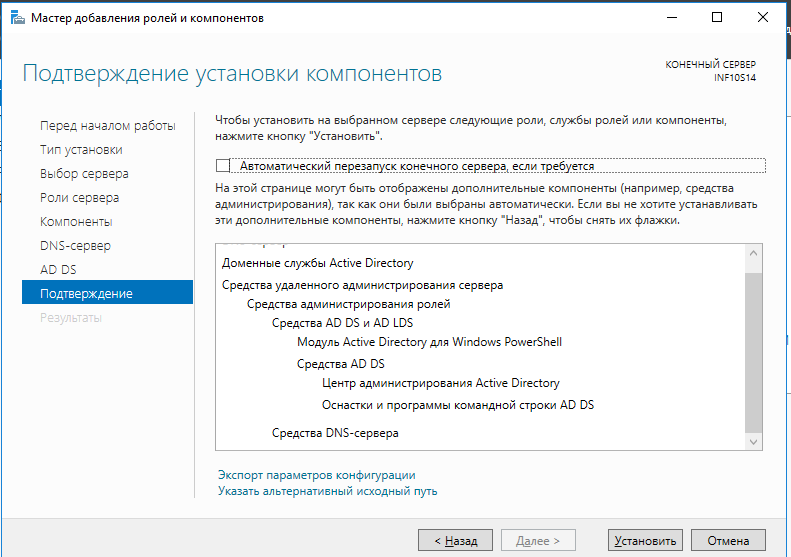 Мастер добавления ролей и компонентов
Подтверждение установки компонентов
КОНЕЧНЫЙ СЕРВЕР
INF10S14
Перед началом работы
Тип установки
Выбор сервера
Роли сервера
Компоненты
DNS-сервер
AD DS
Подтверждение
Результаты
Чтобы установить на выбранном сервере следующие роли, службы ролей или компоненты,
нажмите кнопку "Установить".
Автоматический перезапуск конечного сервера, если требуется
На этой странице могут быть отображены дополнительные компоненты (например, средства
администрирования), так как они были выбраны автоматически. Если вы не хотите устанавливать
эти дополнительные компоненты, нажмите кнопку "Назад", чтобы снять их флажки.
Доменные службы Active Directory
Средства удаленного администрирования сервера
Средства администрирования ролей
Средства AD DS и AD LDS
Модуль Active Directory для Windows PowerShell
Средства AD DS
Центр администрирования Active Directory
Оснастки и программы командной строки AD DS
Средства DNS-сервера
Экспорт параметров конфигурации
Указать альтернативный исходный путь
< Назад
Далее >
Установить
Отмена